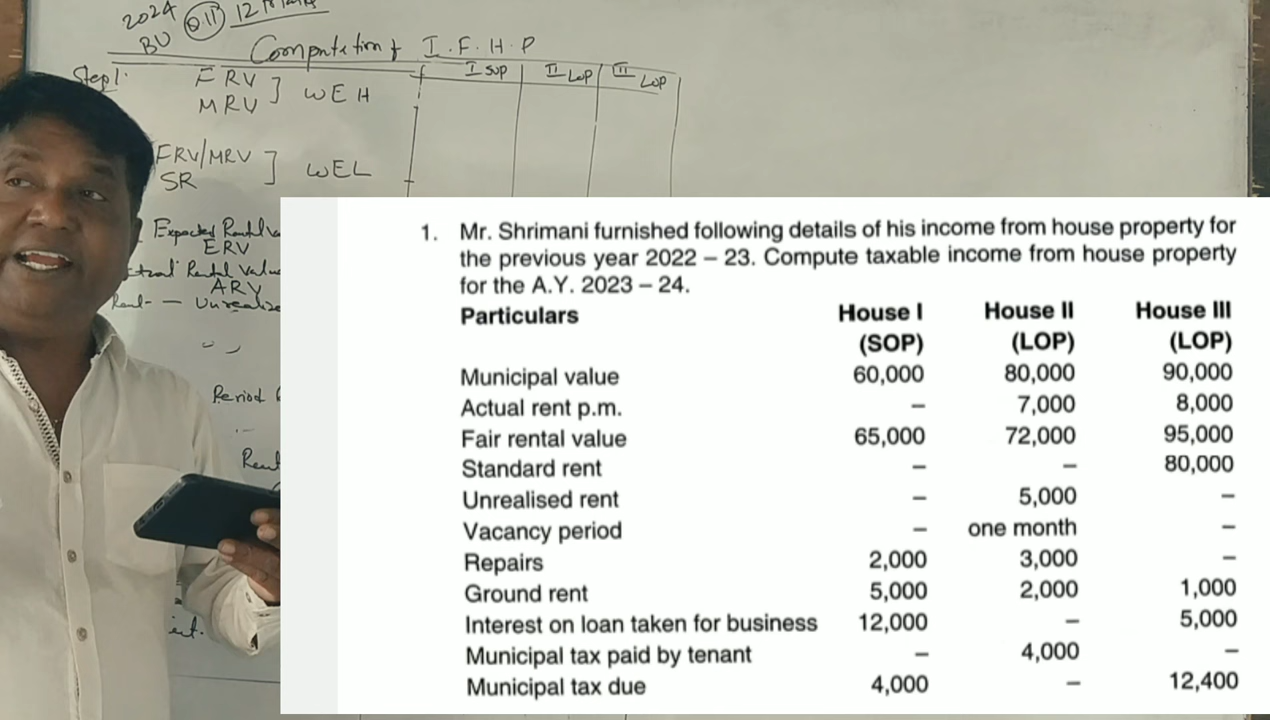 2024
BU Q.11 12 Marks
Computation of I.F.H.P
I SOP II LOP III LOP
Step1: FRV
MRV ] WEH
FRV/MRV
SR ] WEL
Expected Rental
ERV
Rental Value
ARV
Rent - Unrealise
Period
1. Mr. Shrimani furnished following details of his income from house property for
the previous year 2022 – 23. Compute taxable income from house property
for the A.Y. 2023 – 24.
Particulars House I House II House III
(SOP) (LOP) (LOP)
Municipal value 60,000 80,000 90,000
Actual rent p.m. – 7,000 8,000
Fair rental value 65,000 72,000 95,000
Standard rent – – 80,000
Unrealised rent – 5,000 –
Vacancy period – one month –
Repairs 2,000 3,000 –
Ground rent 5,000 2,000 1,000
Interest on loan taken for business 12,000 – 5,000
Municipal tax paid by tenant – 4,000 –
Municipal tax due 4,000 – 12,400